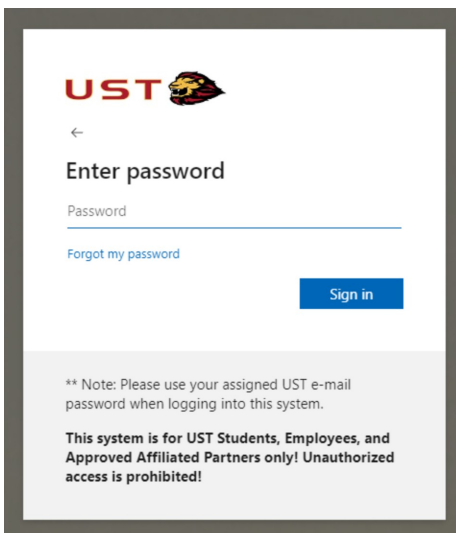 UST
Enter password
Password
Forgot my password
Sign in
** Note: Please use your assigned UST e-mail
password when logging into this system.
This system is for UST Students, Employees, and
Approved Affiliated Partners only! Unauthorized
access is prohibited!